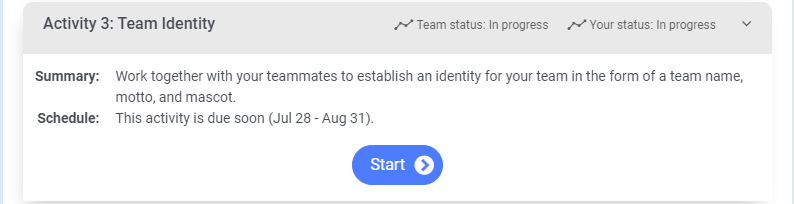 Activity 3: Team Identity Team status: In progress Your status: In progress
Summary: Work together with your teammates to establish an identity for your team in the form of a team name,
motto, and mascot.
Schedule: This activity is due soon (Jul 28 - Aug 31).
Start